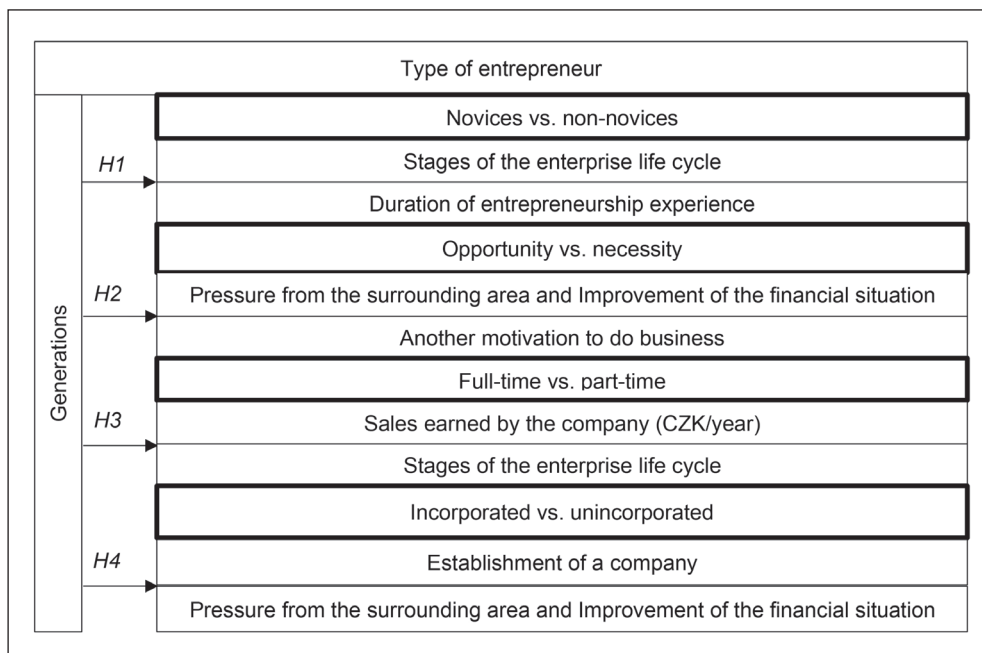 Type of entrepreneur
Generations
Novices vs. non-novices
H1
Stages of the enterprise life cycle
Duration of entrepreneurship experience
Opportunity vs. necessity
H2
Pressure from the surrounding area and Improvement of the financial situation
Another motivation to do business
Full-time vs. part-time
H3
Sales earned by the company (CZK/year)
Stages of the enterprise life cycle
Incorporated vs. unincorporated
H4
Establishment of a company
Pressure from the surrounding area and Improvement of the financial situation